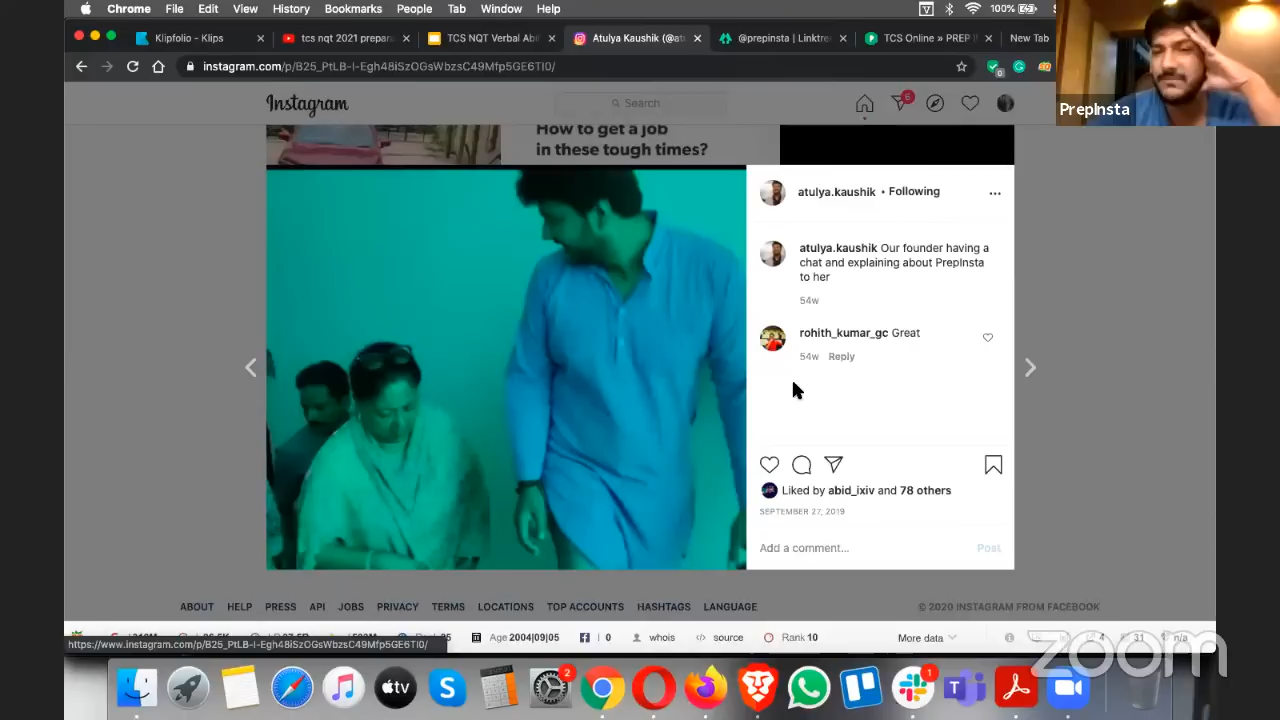 Chrome File Edit View History Bookmarks People Tab Window Help
100%
Klipfolio - Klips
tcs nqt 2021 prepar
TCS NQT Verbal Abi
Atulya Kaushik (@at
@prepinsta | Linktre
TCS Online » PREP I
New Tab
instagram.com/p/B25_PtLB-I-Egh48iSzOGsWbzsC49Mfp5GE6TI0/
PrepInsta
Instagram
Search
6
How to get a job
in these tough times?
atulya.kaushik • Following
atulya.kaushik Our founder having a
chat and explaining about PrepInsta
to her
54w
rohith_kumar_gc Great
54w Reply
Liked by abid_ixiv and 78 others
SEPTEMBER 27, 2019
Add a comment...
Post
ABOUT HELP PRESS API JOBS PRIVACY TERMS LOCATIONS TOP ACCOUNTS HASHTAGS LANGUAGE
© 2020 INSTAGRAM FROM FACEBOOK
Age 2004|09|05
0
whois
source
Rank 10
More data
n/a
https://www.instagram.com/p/B25_PtLB-I-Egh48iSzOGsWbzsC49Mfp5GE6TI0/
zoom
tv
2
1